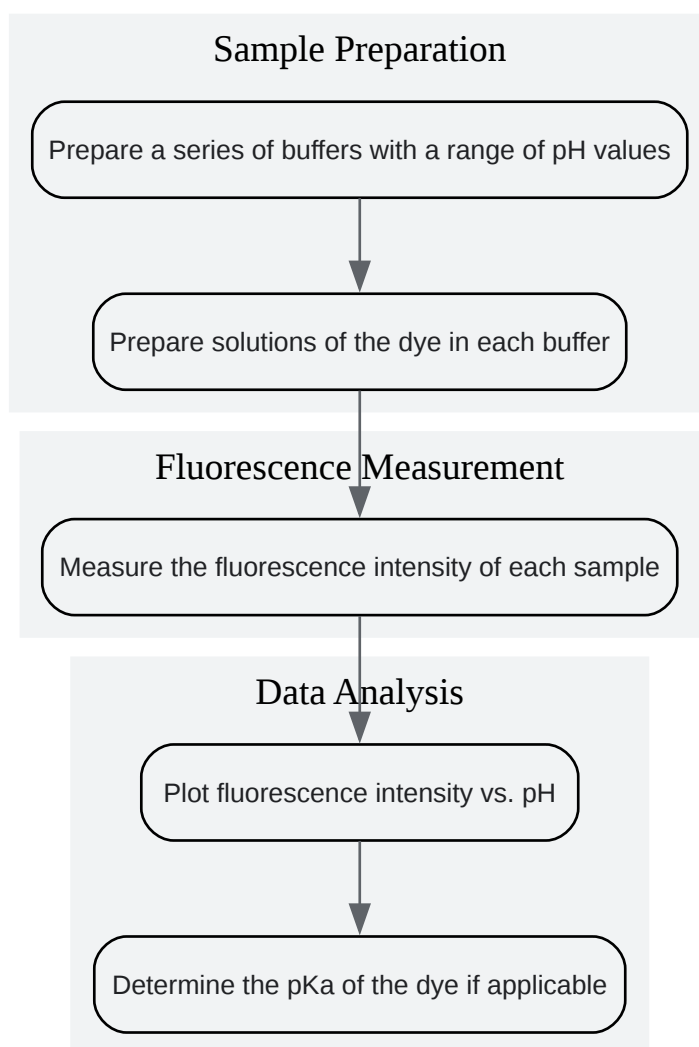 Sample Preparation
Prepare a series of buffers with a range of pH values
Prepare solutions of the dye in each buffer
Fluorescence Measurement
Measure the fluorescence intensity of each sample
Data Analysis
Plot fluorescence intensity vs. pH
Determine the pKa of the dye if applicable